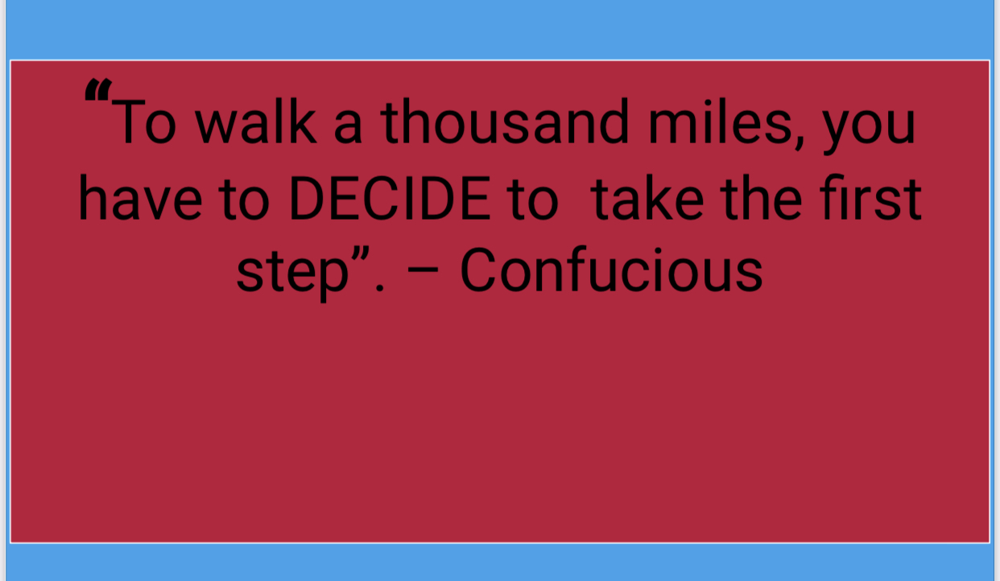 “To walk a thousand miles, you
have to DECIDE to  take the first
step”. – Confucious